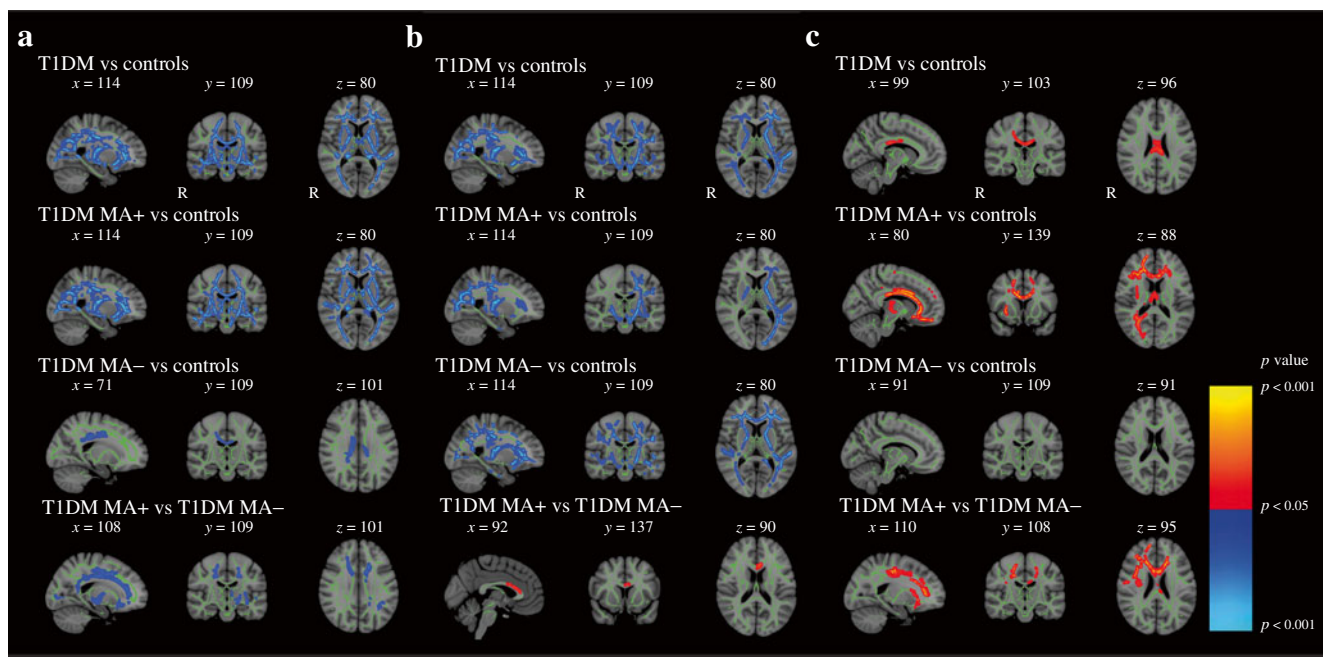 a
T1DM vs controls
x = 114 y = 109 z = 80
R R
T1DM MA+ vs controls
x = 114 y = 109 z = 80
T1DM MA− vs controls
x = 71 y = 109 z = 101
T1DM MA+ vs T1DM MA−
x = 108 y = 109 z = 101
b
T1DM vs controls
x = 114 y = 109 z = 80
R R
T1DM MA+ vs controls
x = 114 y = 109 z = 80
T1DM MA− vs controls
x = 114 y = 109 z = 80
T1DM MA+ vs T1DM MA−
x = 92 y = 137 z = 90
c
T1DM vs controls
x = 99 y = 103 z = 96
R R
T1DM MA+ vs controls
x = 80 y = 139 z = 88
T1DM MA− vs controls
x = 91 y = 109 z = 91
T1DM MA+ vs T1DM MA−
x = 110 y = 108 z = 95
p value
p < 0.001
p < 0.05
p < 0.001